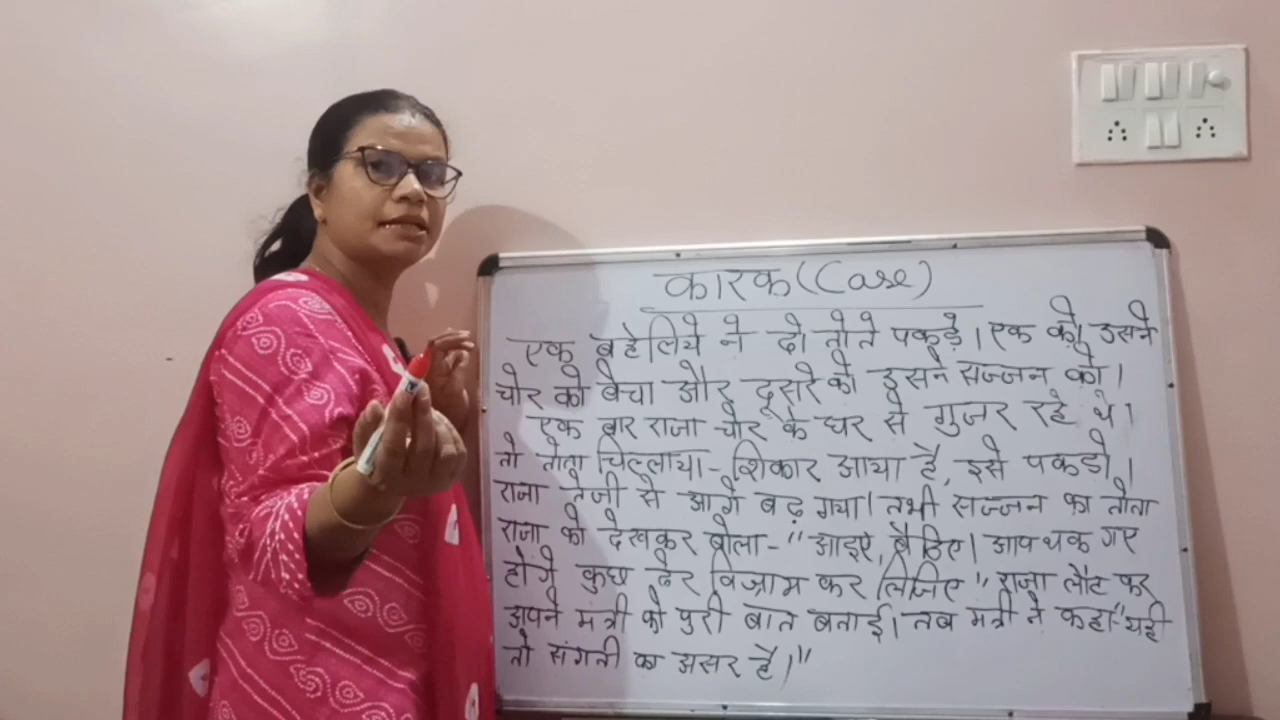 कारक (Case)
एक बहेलिये ने दो तोते पकड़े। एक को उसने
चोर को बेचा और दूसरे को इसने सज्जन को।
एक बार राजा चोर के घर से गुजर रहे थे।
तो तोता चिल्लाया - शिकार आया है, इसे पकडो।
राजा तेजी से आगे बढ़ गया। तभी सज्जन का तोता
राजा को देखकर बोला - "आइए, बैठिए। आप थक गए
होंगे कुछ देर विश्राम कर लिजिए" राजा लौट कर
अपने मंत्री को पुरी बात बताई। तब मंत्री ने कहा "यही
तो संगती का असर है।"